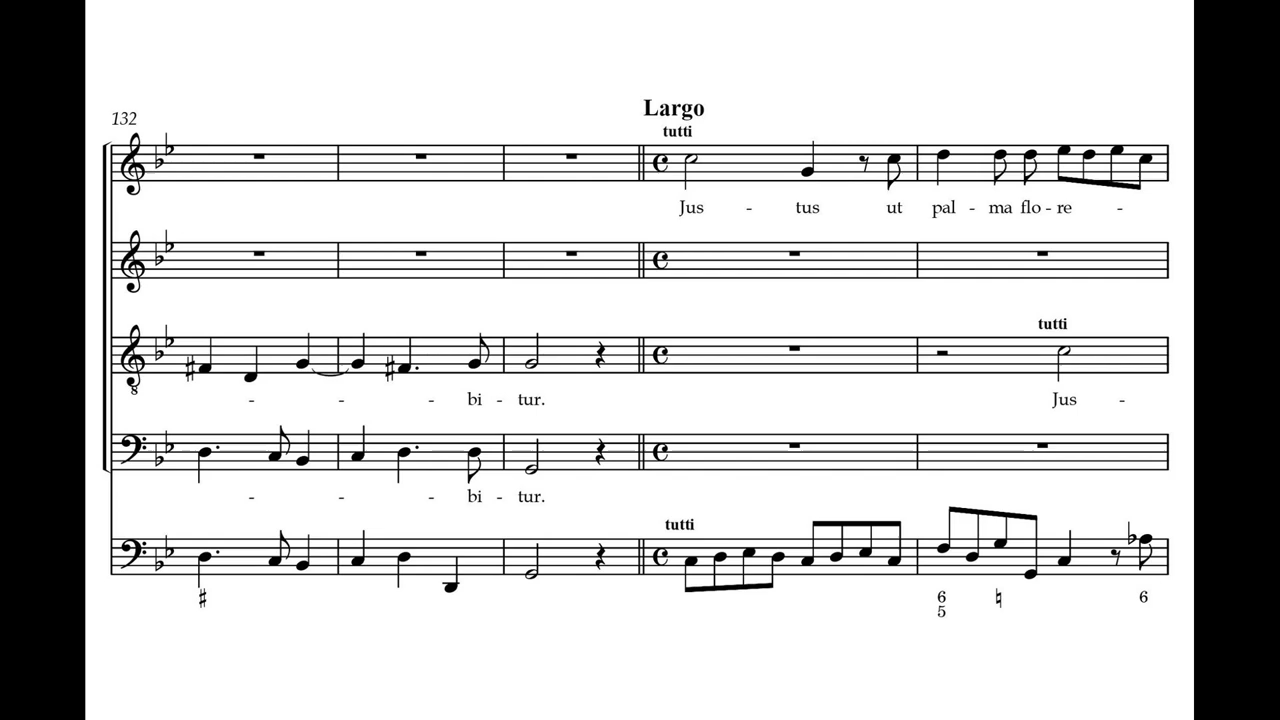 Largo
132
tutti
Jus - tus ut pal - ma flo - re -
tutti
- - - bi - tur. Jus -
- - - bi - tur.
tutti
♯ 6 ♮ 6
5